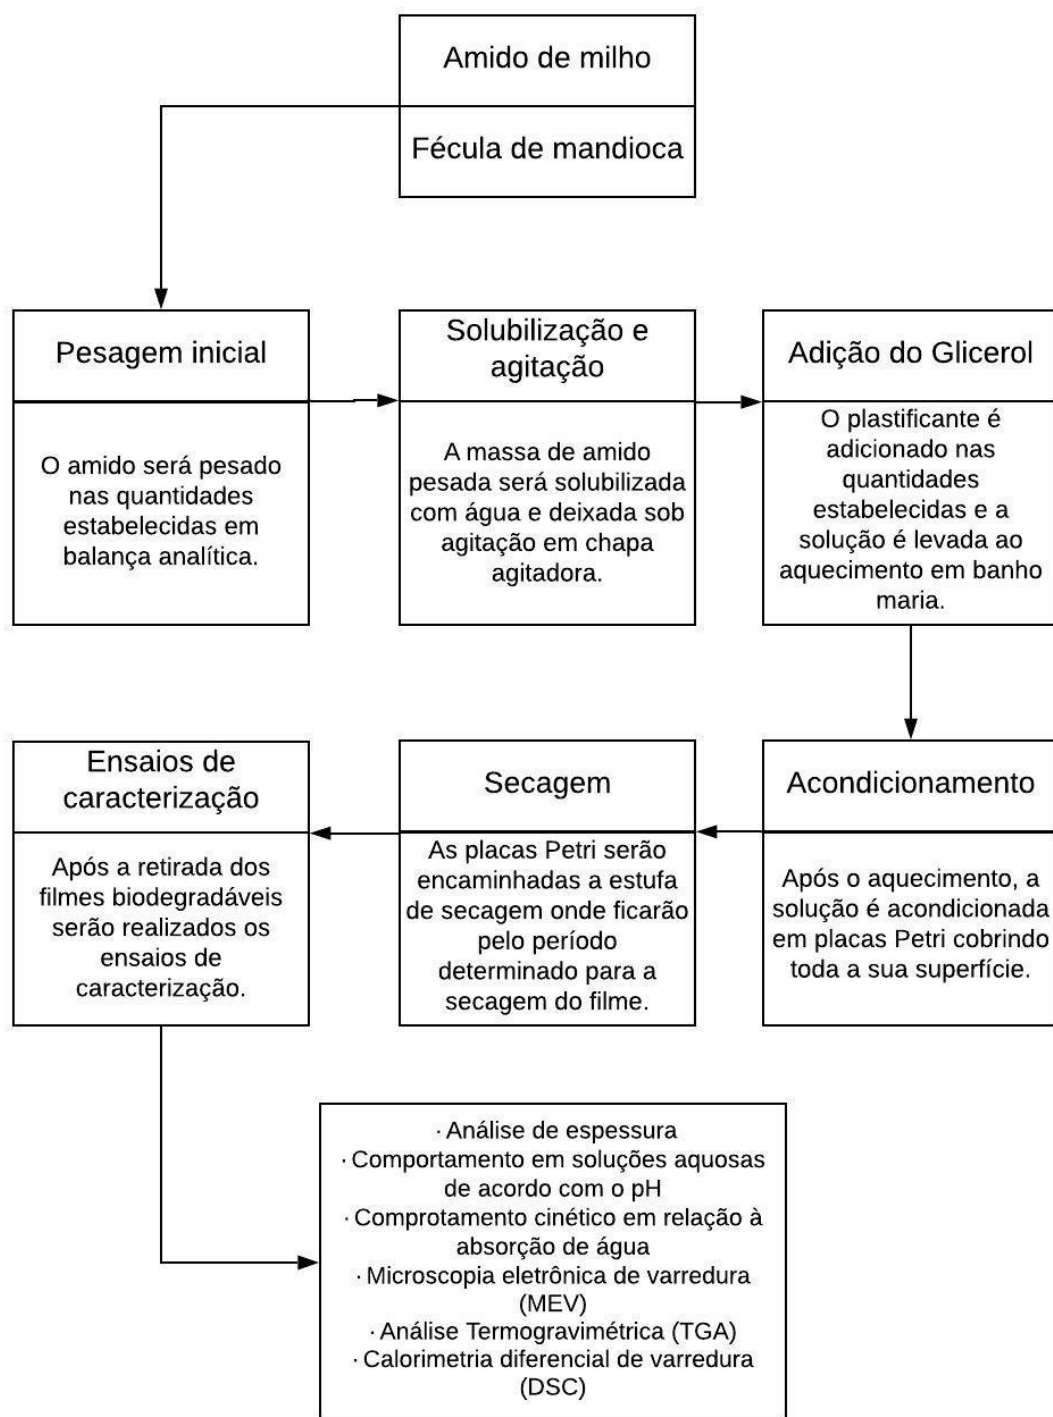 Amido de milho
Fécula de mandioca
Pesagem inicial
O amido será pesado
nas quantidades
estabelecidas em
balança analítica.
Solubilização e
agitação
A massa de amido
pesada será solubilizada
com água e deixada sob
agitação em chapa
agitadora.
Adição do Glicerol
O plastificante é
adicionado nas
quantidades
estabelecidas e a
solução é levada ao
aquecimento em banho
maria.
Acondicionamento
Após o aquecimento, a
solução é acondicionada
em placas Petri cobrindo
toda a sua superfície.
Secagem
As placas Petri serão
encaminhadas a estufa
de secagem onde ficarão
pelo período
determinado para a
secagem do filme.
Ensaios de
caracterização
Após a retirada dos
filmes biodegradáveis
serão realizados os
ensaios de
caracterização.
· Análise de espessura
· Comportamento em soluções aquosas
de acordo com o pH
· Comprotamento cinético em relação à
absorção de água
· Microscopia eletrônica de varredura
(MEV)
· Análise Termogravimétrica (TGA)
· Calorimetria diferencial de varredura
(DSC)